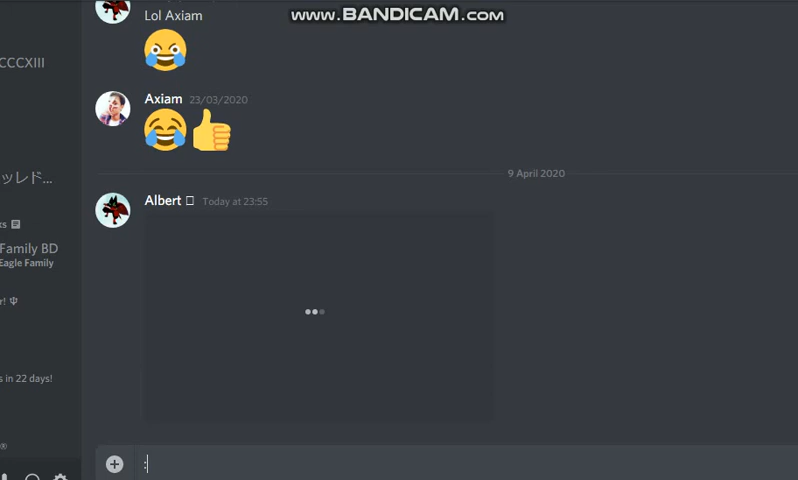 www.BANDICAM.com
Lol Axiam
CCCXIII
Axiam 23/03/2020
9 April 2020
ッレド...
Albert Today at 23:55
ks
Family BD
Eagle Family
r!
s in 22 days!
:
®